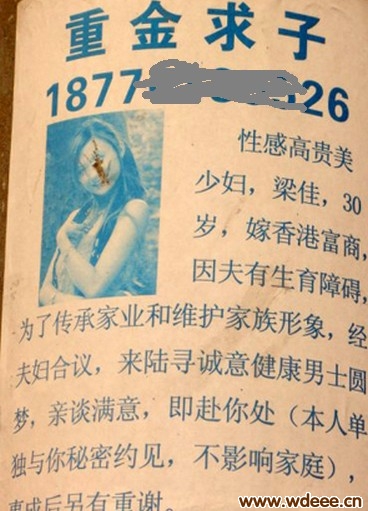 重金求子
1877 26
性感高贵美
少妇，梁佳，30
岁，嫁香港富商，
因夫有生育障碍，
为了传承家业和维护家族形象，经
夫妇合议，来陆寻诚意健康男士圆
梦，亲谈满意，即赴你处（本人单
独与你秘密约见，不影响家庭），
事成后另有重谢。
www.wdeee.cn